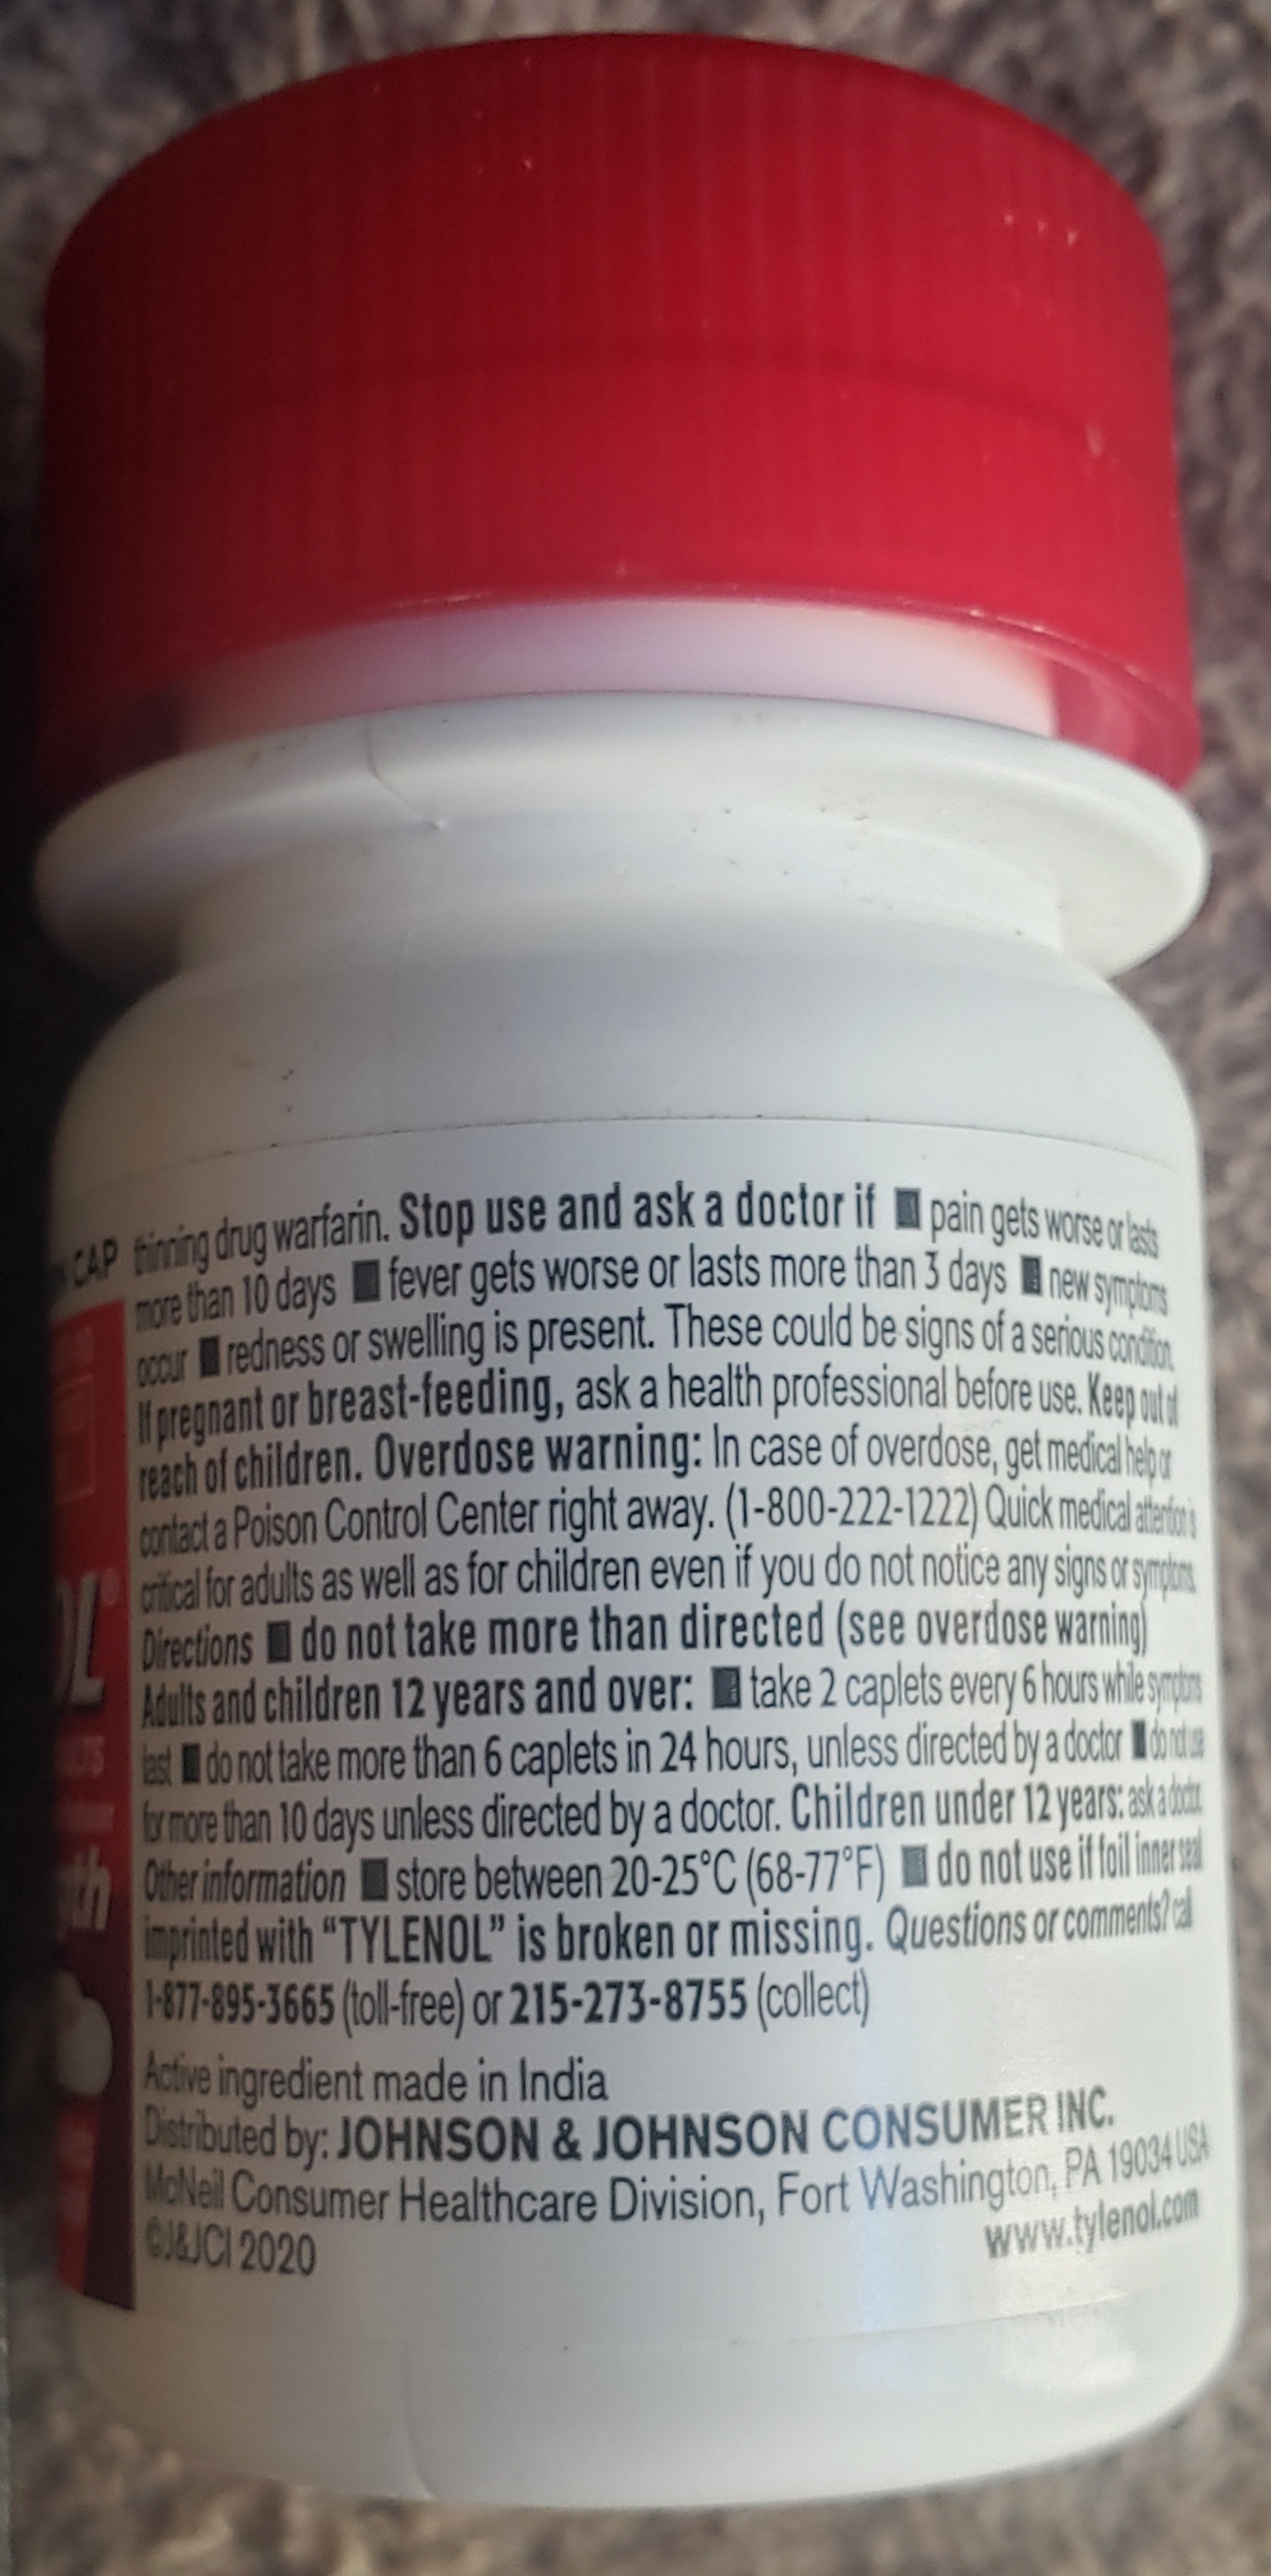 CAP
thinning drug warfarin. Stop use and ask a doctor if ■ pain gets worse or lasts
more than 10 days ■ fever gets worse or lasts more than 3 days ■ new symptoms
occur ■ redness or swelling is present. These could be signs of a serious condition.
If pregnant or breast-feeding, ask a health professional before use. Keep out of
reach of children. Overdose warning: In case of overdose, get medical help or
contact a Poison Control Center right away. (1-800-222-1222) Quick medical attention is
critical for adults as well as for children even if you do not notice any signs or symptoms.
Directions ■ do not take more than directed (see overdose warning)
Adults and children 12 years and over: ■ take 2 caplets every 6 hours while symptoms
last ■ do not take more than 6 caplets in 24 hours, unless directed by a doctor ■ do not use
for more than 10 days unless directed by a doctor. Children under 12 years: ask a doctor.
Other information ■ store between 20-25°C (68-77°F) ■ do not use if foil inner seal
imprinted with “TYLENOL” is broken or missing. Questions or comments? call
1-877-895-3665 (toll-free) or 215-273-8755 (collect)
Active ingredient made in India
Distributed by: JOHNSON & JOHNSON CONSUMER INC.
McNeil Consumer Healthcare Division, Fort Washington, PA 19034 USA
©J&JCI 2020
www.tylenol.com
OL®
gth